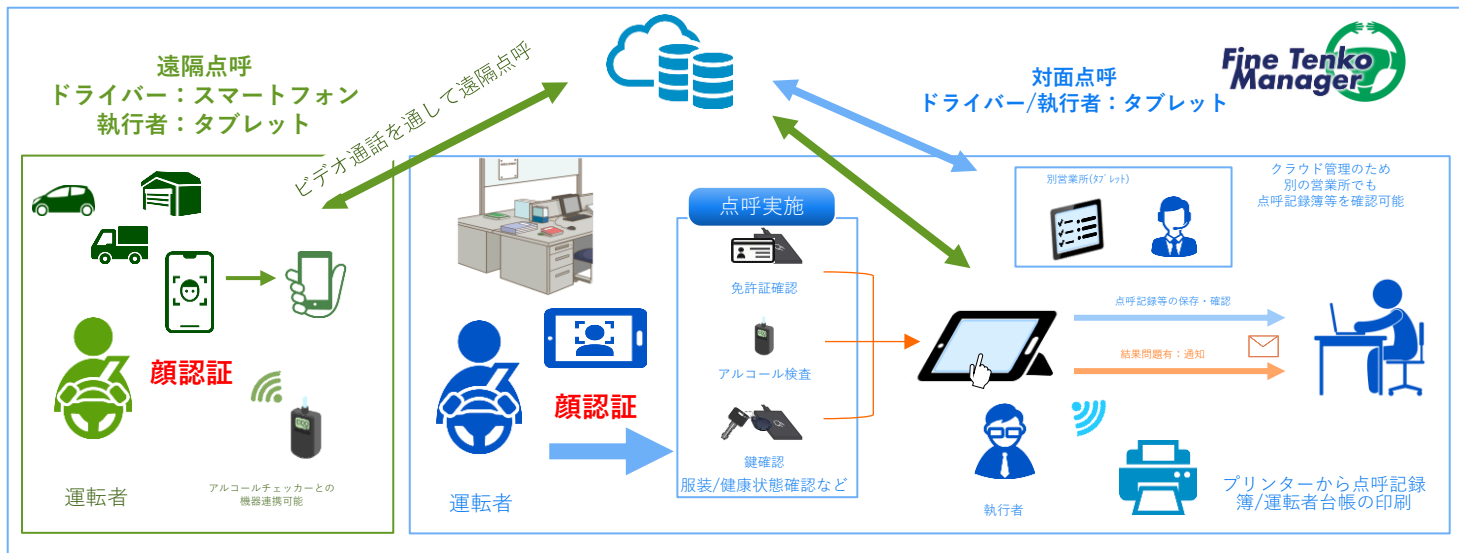 遠隔点呼
ドライバー：スマートフォン
執行者：タブレット
ビデオ通話を通して遠隔点呼
対面点呼
ドライバー/執行者：タブレット
Fine Tenko
Manager
顔認証
運転者
アルコールチェッカーとの
機器連携可能
顔認証
運転者
点呼実施
免許証確認
アルコール検査
鍵確認
服装/健康状態確認など
別営業所(ﾀﾌﾞﾚｯﾄ)
クラウド管理のため
別の営業所でも
点呼記録簿等を確認可能
点呼記録等の保存・確認
結果問題有：通知
執行者
プリンターから点呼記録
簿/運転者台帳の印刷